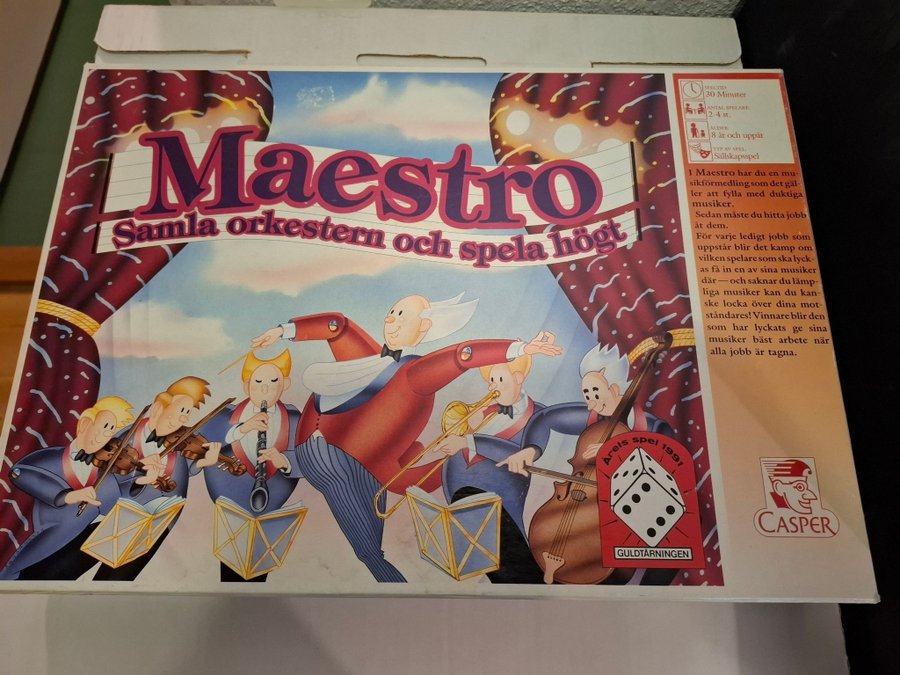 Maestro
Samla orkestern och spela högt
SPELTID:
30 Minuter
ANTAL SPELARE:
2-4 st.
ÅLDER:
8 år och uppåt
TYP AV SPEL:
Sällskapsspel
I Maestro har du en mu-
sikförmedling som det gäl-
ler att fylla med duktiga
musiker.
Sedan måste du hitta jobb
åt dem.
För varje ledigt jobb som
uppstår blir det kamp om
vilken spelare som ska lyck-
as få in en av sina musiker
där — och saknar du lämp-
liga musiker kan du kan-
ske locka över dina mot-
ståndares! Vinnare blir den
som har lyckats ge sina
musiker bäst arbete när
alla jobb är tagna.
Årets spel 1991
GULDTÄRNINGEN
CASPER